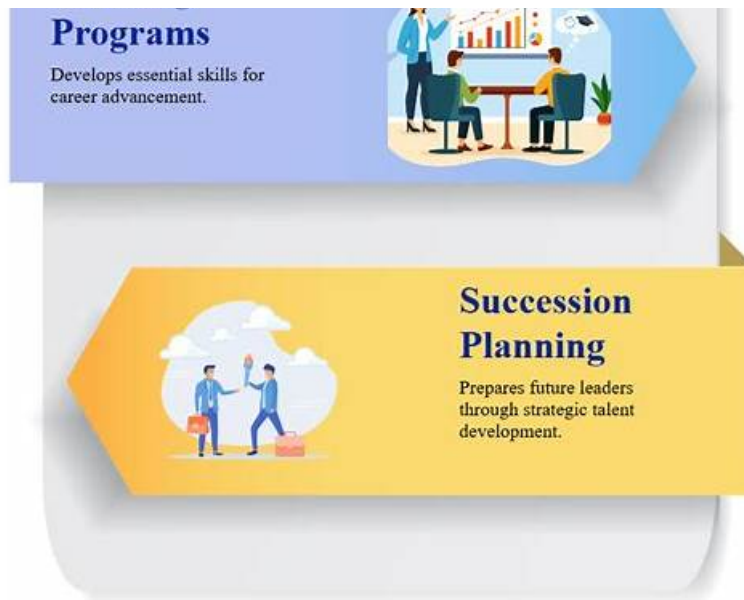 Programs
Develops essential skills for
career advancement.
Succession
Planning
Prepares future leaders
through strategic talent
development.